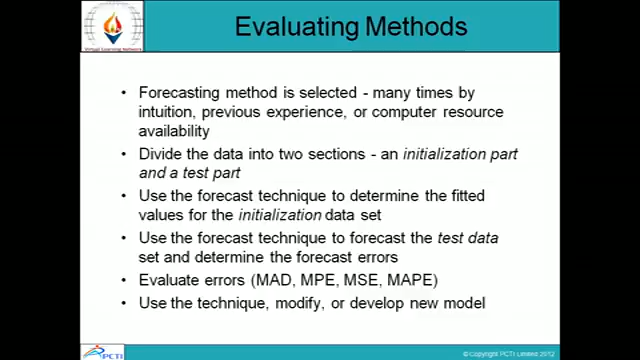 Evaluating Methods
Virtual Learning Network
• Forecasting method is selected - many times by
intuition, previous experience, or computer resource
availability
• Divide the data into two sections - an initialization part
and a test part
• Use the forecast technique to determine the fitted
values for the initialization data set
• Use the forecast technique to forecast the test data
set and determine the forecast errors
• Evaluate errors (MAD, MPE, MSE, MAPE)
• Use the technique, modify, or develop new model
PCTI
© Copyright PCTI Limited 2012